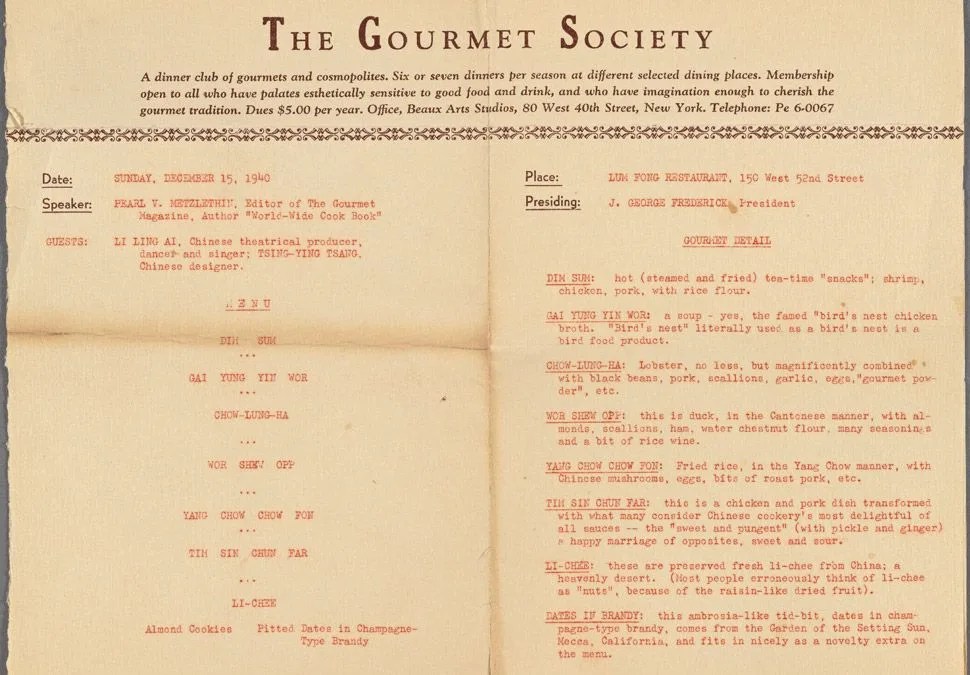 THE GOURMET SOCIETY
A dinner club of gourmets and cosmopolites. Six or seven dinners per season at different selected dining places. Membership
open to all who have palates esthetically sensitive to good food and drink, and who have imagination enough to cherish the
gourmet tradition. Dues $5.00 per year. Office, Beaux Arts Studios, 80 West 40th Street, New York. Telephone: Pe 6-0067
Date: SUNDAY, DECEMBER 15, 1940
Speaker: PEARL V. METZLETHIN, Editor of The Gourmet
Magazine, Author "World-Wide Cook Book"
GUESTS: LI LING AI, Chinese theatrical producer,
dancer and singer; TSING-YING TSANG,
Chinese designer.
MENU
DIM SUM
...
GAI YUNG YIN WOR
...
CHOW-LUNG-HA
...
WOR SHEW OPP
...
YANG CHOW CHOW FON
...
TIM SIN CHUN FAR
...
LI-CHEE
Almond Cookies Pitted Dates in Champagne-
Type Brandy
Place: LUM FONG RESTAURANT, 150 West 52nd Street
Presiding: J. GEORGE FREDERICK, President
GOURMET DETAIL
DIM SUM: hot (steamed and fried) tea-time "snacks"; shrimp,
chicken, pork, with rice flour.
GAI YUNG YIN WOR: a soup - yes, the famed "bird's nest chicken
broth. "Bird's nest" literally used as a bird's nest is a
bird food product.
CHOW-LUNG-HA: Lobster, no less, but magnificently combined
with black beans, pork, scallions, garlic, eggs,"gourmet pow-
der", etc.
WOR SHEW OPP: this is duck, in the Cantonese manner, with al-
monds, scallions, ham, water chestnut flour, many seasonings
and a bit of rice wine.
YANG CHOW CHOW FON: Fried rice, in the Yang Chow manner, with
Chinese mushrooms, eggs, bits of roast pork, etc.
TIM SIN CHUN FAR: this is a chicken and pork dish transformed
with what many consider Chinese cookery's most delightful of
all sauces -- the "sweet and pungent" (with pickle and ginger)
a happy marriage of opposites, sweet and sour.
LI-CHEE: these are preserved fresh li-chee from China; a
heavenly desert. (Most people erroneously think of li-chee
as "nuts", because of the raisin-like dried fruit).
DATES IN BRANDY: this ambrosia-like tid-bit, dates in cham-
pagne-type brandy, comes from the Garden of the Setting Sun,
Mecca, California, and fits in nicely as a novelty extra on
the menu.